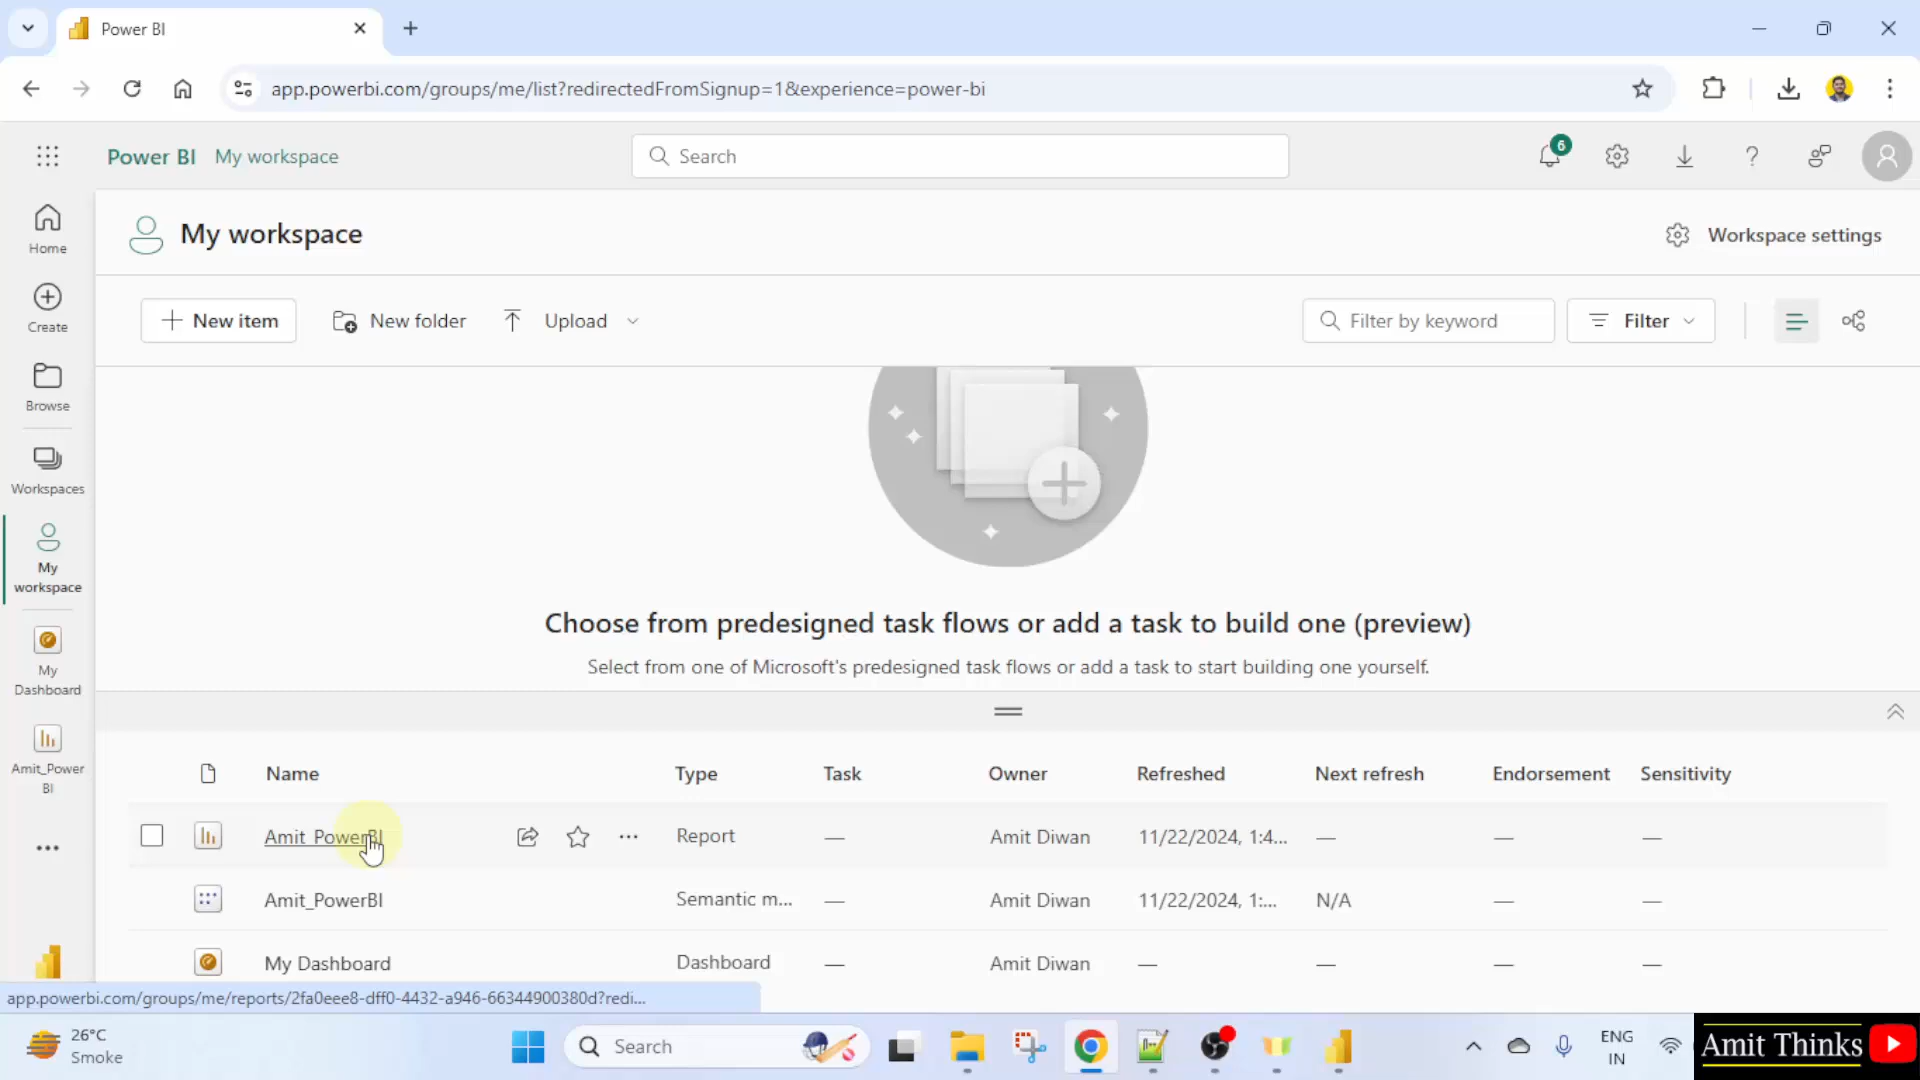 Power BI
app.powerbi.com/groups/me/list?redirectedFromSignup=1&experience=power-bi
Power BI My workspace Search 6
My workspace Workspace settings
Home
New item New folder Upload Filter by keyword Filter
Create
Browse
Workspaces
My
workspace
Choose from predesigned task flows or add a task to build one (preview)
Select from one of Microsoft's predesigned task flows or add a task to start building one yourself.
My
Dashboard
Amit_Power
BI
Name Type Task Owner Refreshed Next refresh Endorsement Sensitivity
Amit_PowerBI Report — Amit Diwan 11/22/2024, 1:4... — — —
Amit_PowerBI Semantic m... — Amit Diwan 11/22/2024, 1:... N/A — —
My Dashboard Dashboard — Amit Diwan — — — —
app.powerbi.com/groups/me/reports/2fa0eee8-dff0-4432-a946-66344900380d?redi...
26°C
Smoke
Search
ENG
IN
Amit Thinks